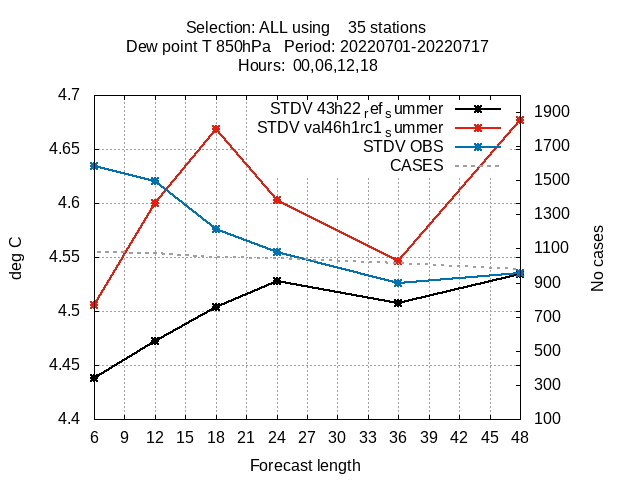 Selection: ALL using    35 stations
Dew point T 850hPa   Period: 20220701-20220717
Hours:  00,06,12,18
4.7
4.65
4.6
4.55
4.5
4.45
4.4
deg C
STDV 43h22ref summer
STDV val46h1rc1summer
STDV OBS
CASES
1900
1700
1500
1300
1100
900
700
500
300
100
No cases
6 9 12 15 18 21 24 27 30 33 36 39 42 45 48
Forecast length